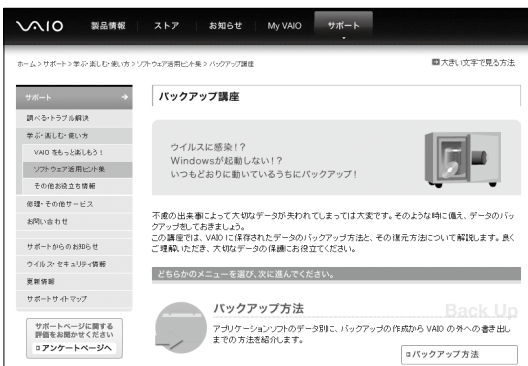 VAIO 製品情報 ストア お知らせ My VAIO サポート
ホーム > サポート > 学ぶ・楽しむ・使い方 > ソフトウェア活用ヒント集 > バックアップ講座
大きい文字で見る方法
サポート
バックアップ講座
調べる・トラブル解決
学ぶ・楽しむ・使い方
VAIO をもっと楽しもう！
ソフトウェア活用ヒント集
その他お役立ち情報
修理・その他サービス
お問い合わせ
サポートからのお知らせ
ウイルス・セキュリティ情報
更新情報
サポートサイトマップ
サポートページに関する
評価をお聞かせください
アンケートページへ
ウイルスに感染！？
Windowsが起動しない！？
いつもどおりに動いているうちにバックアップ！
不慮の出来事によって大切なデータが失われてしまっては大変です。そのような時に備え、データのバッ
クアップをしておきましょう。
この講座では、VAIO に保存されたデータのバックアップ方法と、その復元方法について解説します。良く
ご理解いただき、大切なデータの保護にお役立てください。
どちらかのメニューを選び、次に進んでください。
バックアップ方法
Back Up
アプリケーションソフトのデータ別に、バックアップの作成から VAIO の外への書き出し
までの方法を紹介します。
バックアップ方法